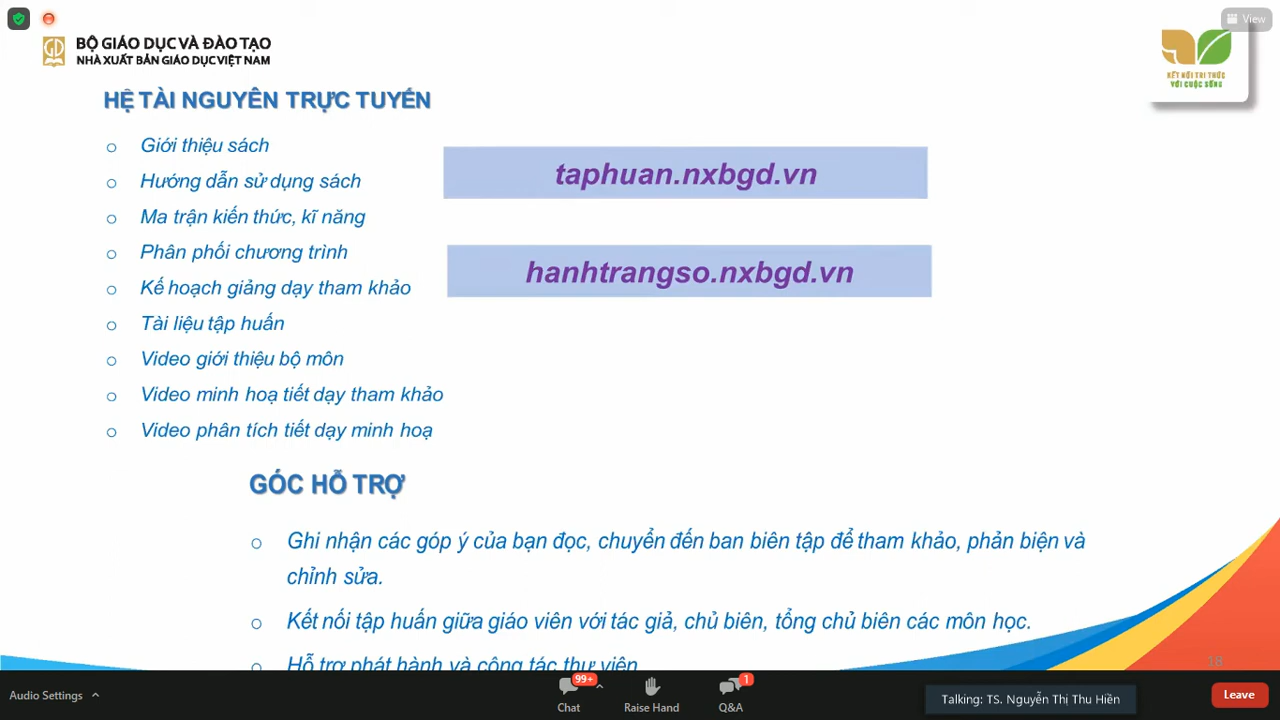 View
BỘ GIÁO DỤC VÀ ĐÀO TẠO
NHÀ XUẤT BẢN GIÁO DỤC VIỆT NAM
KẾT NỐI TRI THỨC
VỚI CUỘC SỐNG
HỆ TÀI NGUYÊN TRỰC TUYẾN
Giới thiệu sách
Hướng dẫn sử dụng sách
Ma trận kiến thức, kĩ năng
Phân phối chương trình
Kế hoạch giảng dạy tham khảo
Tài liệu tập huấn
Video giới thiệu bộ môn
Video minh hoạ tiết dạy tham khảo
Video phân tích tiết dạy minh hoạ
taphuan.nxbgd.vn
hanhtrangso.nxbgd.vn
GÓC HỖ TRỢ
Ghi nhận các góp ý của bạn đọc, chuyển đến ban biên tập để tham khảo, phản biện và
chỉnh sửa.
Kết nối tập huấn giữa giáo viên với tác giả, chủ biên, tổng chủ biên các môn học.
Hỗ trợ phát hành và công tác thư viện
18
Audio Settings
99+
Chat
Raise Hand
1
Q&A
Talking: TS. Nguyễn Thị Thu Hiền
Leave